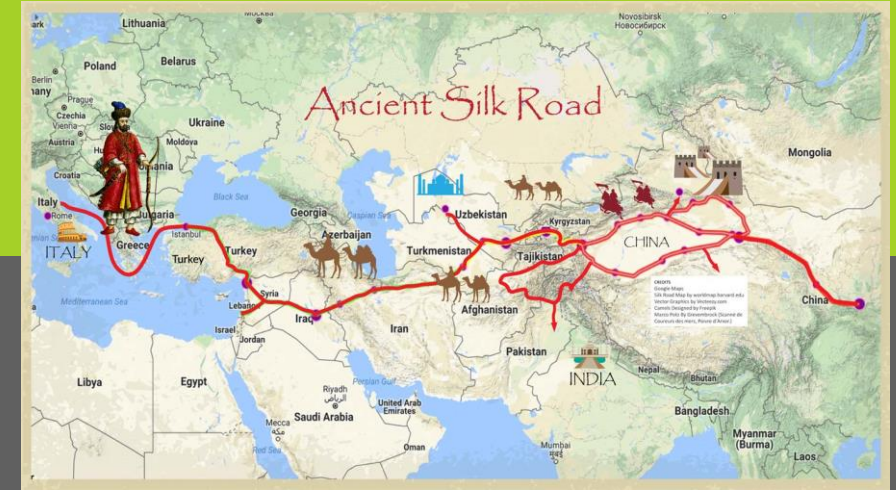 Ancient Silk Road
Lithuania
Novosibirsk
Новосибирск
Belarus
Poland
Berlin
Prague
Czechia
Vienna
Austria
Ukraine
Moldova
Croatia
Mongolia
Italy
Rome
ITALY
Greece
Black Sea
Istanbul
Turkey
Turkey
Georgia
Azerbaijan
Caspian Sea
Uzbekistan
Kyrgyzstan
Turkmenistan
Tajikistan
CHINA
China
Mediterranean Sea
Syria
Lebanon
Israel
Jordan
Iraq
Iran
Afghanistan
Pakistan
INDIA
Nepal
Bhutan
Bangladesh
Myanmar
(Burma)
Laos
Libya
Egypt
Riyadh
الرياض
Saudi Arabia
Persian Gulf
United Arab
Emirates
Mecca
مكة
Red Sea
Oman
Mumbai
मुंबई
CREDITS
Google Maps
Silk Road Map by worldmap.harvard.edu
Vector Graphics by Vecteezy.com
Camels Designed by Freepik